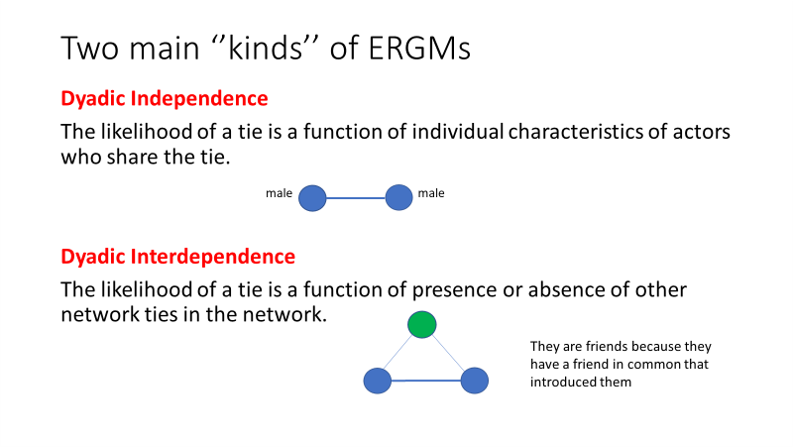 Two main ‘’kinds’’ of ERGMs
Dyadic Independence
The likelihood of a tie is a function of individual characteristics of actors
who share the tie.
male
male
Dyadic Interdependence
The likelihood of a tie is a function of presence or absence of other
network ties in the network.
They are friends because they
have a friend in common that
introduced them